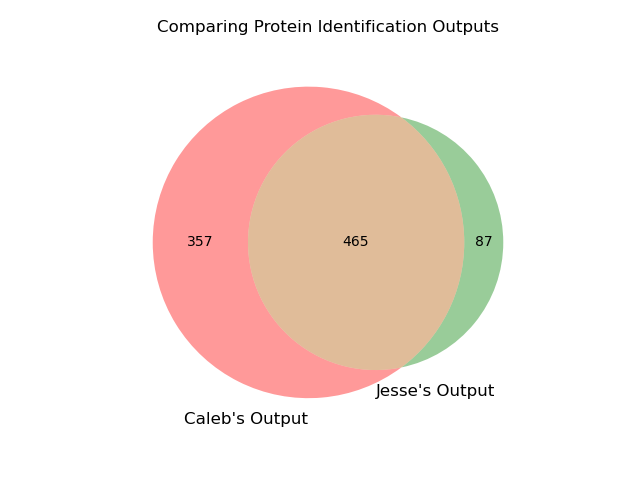 Comparing Protein Identification Outputs
357
465
87
Jesse's Output
Caleb's Output